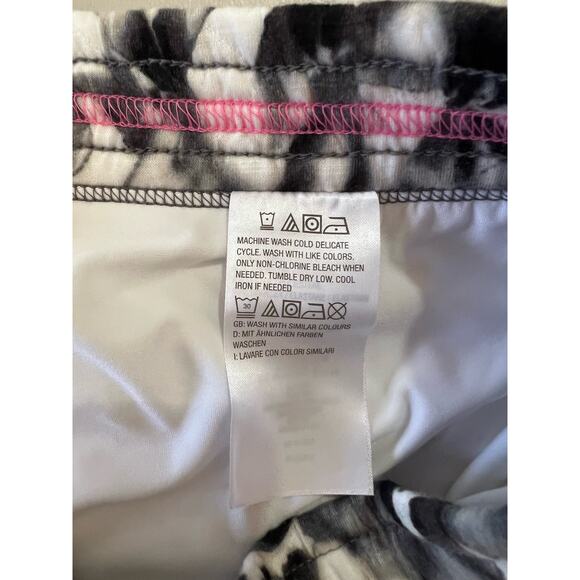 MACHINE WASH COLD DELICATE
CYCLE. WASH WITH LIKE COLORS.
ONLY NON-CHLORINE BLEACH WHEN
NEEDED. TUMBLE DRY LOW. COOL
IRON IF NEEDED
30
GB: WASH WITH SIMILAR COLOURS
D: MIT ÄHNLICHEN FARBEN
WASCHEN
I: LAVARE CON COLORI SIMILARI